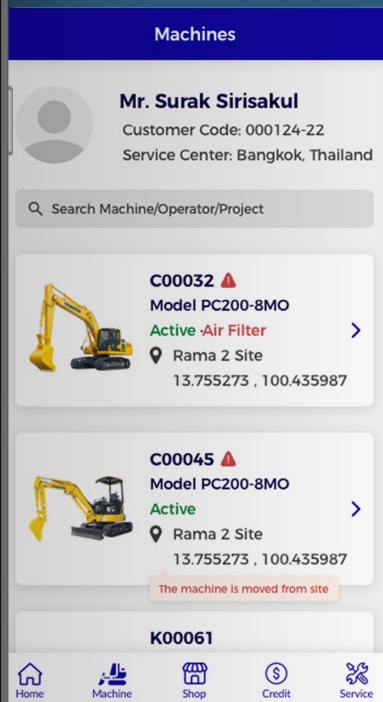 Machines
Mr. Surak Sirisakul
Customer Code: 000124-22
Service Center: Bangkok, Thailand
Search Machine/Operator/Project
C00032
Model PC200-8MO
Active ·Air Filter
Rama 2 Site
13.755273 , 100.435987
C00045
Model PC200-8MO
Active
Rama 2 Site
13.755273 , 100.435987
The machine is moved from site
K00061
Home
Machine
Shop
Credit
Service